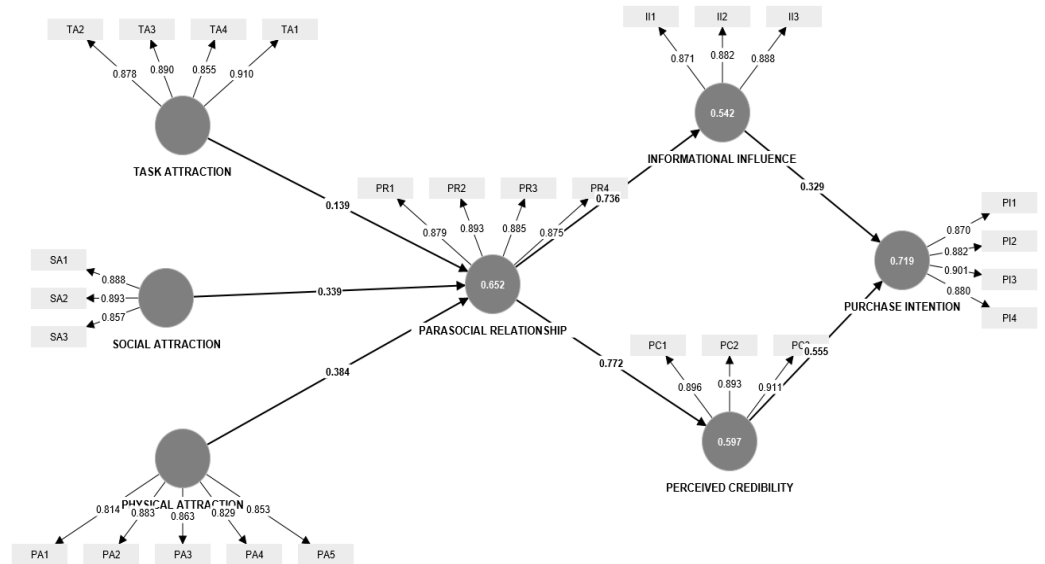 TA2 TA3 TA4 TA1
0.878 0.890 0.855 0.910
TASK ATTRACTION
0.139
SA1
SA2
SA3
0.888
0.893
0.857
SOCIAL ATTRACTION
0.339
PHYSICAL ATTRACTION
0.814 0.883 0.863 0.829 0.853
PA1 PA2 PA3 PA4 PA5
0.384
PR1 PR2 PR3 PR4
0.879 0.893 0.885 0.875
0.652
PARASOCIAL RELATIONSHIP
0.736
0.772
II1 II2 II3
0.871 0.882 0.888
0.542
INFORMATIONAL INFLUENCE
0.329
PC1 PC2
0.896 0.893 0.911
0.597
PERCEIVED CREDIBILITY
0.555
0.719
PURCHASE INTENTION
0.870
0.882
0.901
0.880
PI1
PI2
PI3
PI4